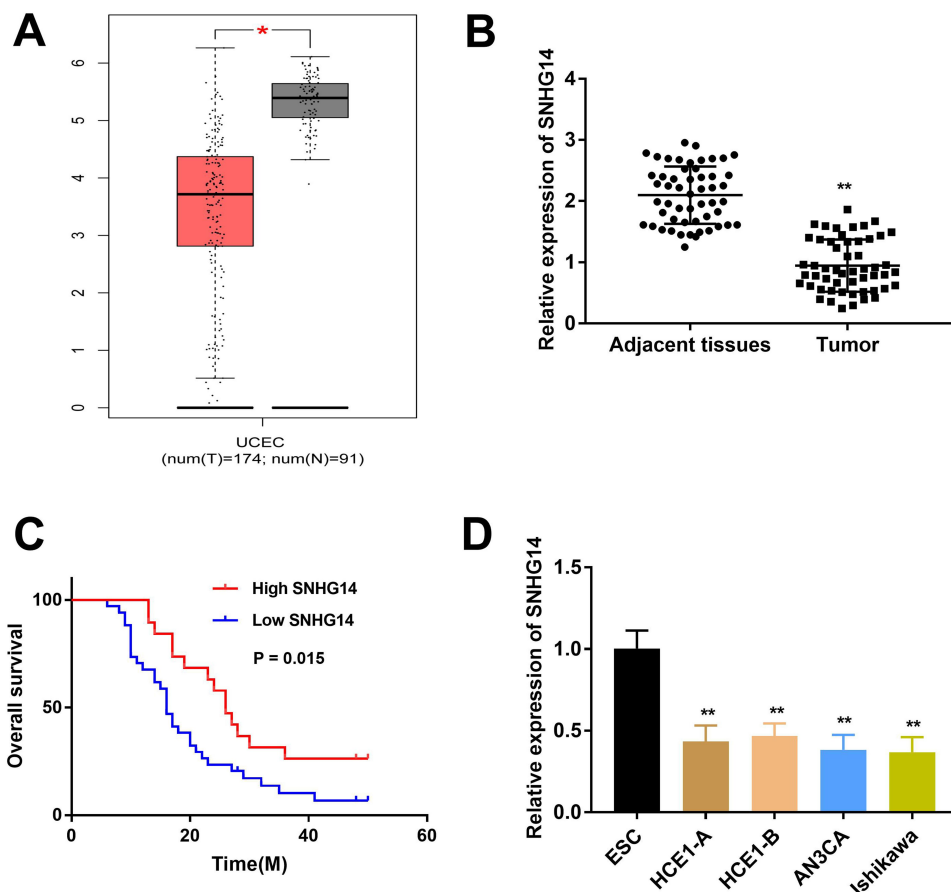 A
*
6
5
4
3
2
1
0
UCEC
(num(T)=174; num(N)=91)
B
Relative expression of SNHG14
4
3
2
1
0
**
Adjacent tissues
Tumor
C
Overall survival
100
50
0
High SNHG14
Low SNHG14
P = 0.015
0
20
40
60
Time(M)
D
Relative expression of SNHG14
1.5
1.0
0.5
0.0
**
**
**
**
ESC
HCE1-A
HCE1-B
AN3CA
Ishikawa